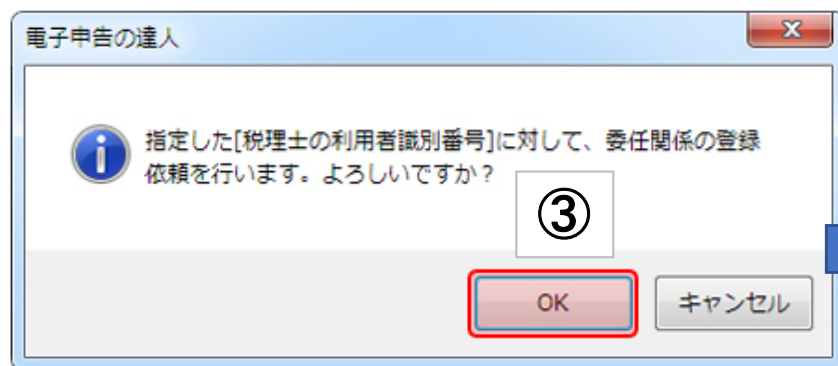 電子申告の達人
指定した[税理士の利用者識別番号]に対して、委任関係の登録
依頼を行います。よろしいですか？
③
OK
キャンセル